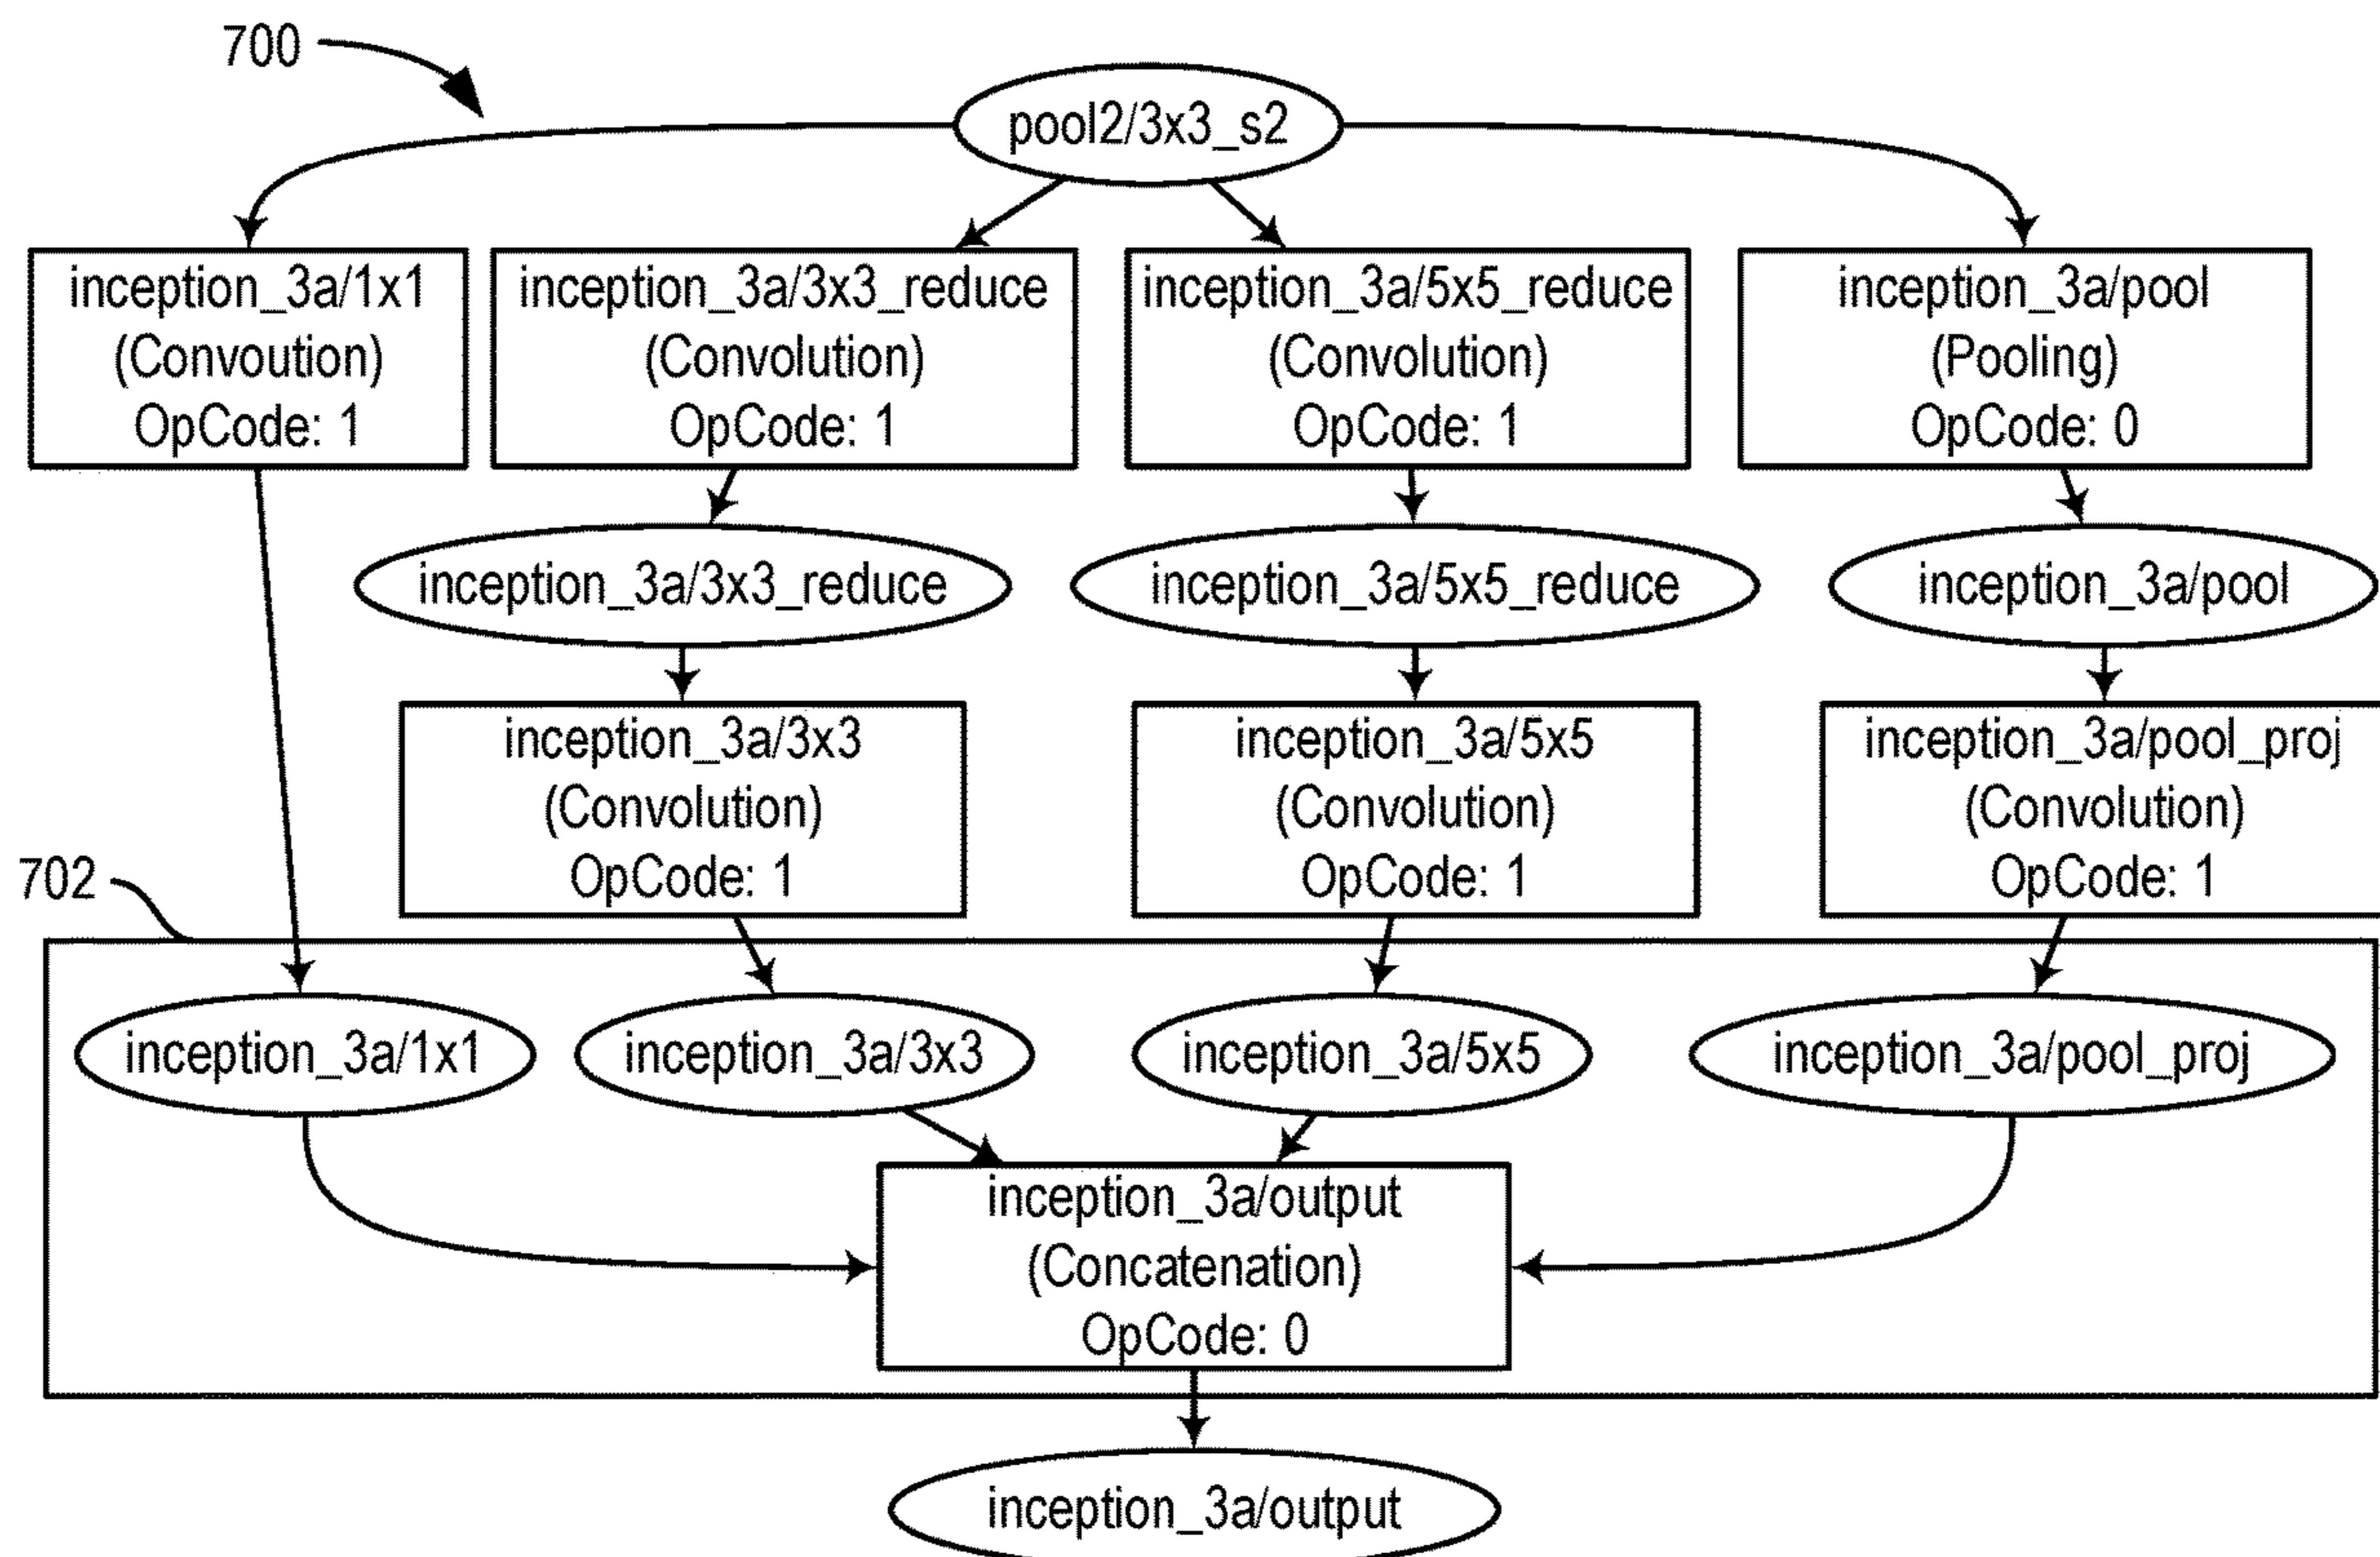 700
pool2/3x3_s2
inception_3a/1x1
(Convoution)
OpCode: 1
inception_3a/3x3_reduce
(Convolution)
OpCode: 1
inception_3a/5x5_reduce
(Convolution)
OpCode: 1
inception_3a/pool
(Pooling)
OpCode: 0
inception_3a/3x3_reduce
inception_3a/5x5_reduce
inception_3a/pool
inception_3a/3x3
(Convolution)
OpCode: 1
inception_3a/5x5
(Convolution)
OpCode: 1
inception_3a/pool_proj
(Convolution)
OpCode: 1
702
inception_3a/1x1
inception_3a/3x3
inception_3a/5x5
inception_3a/pool_proj
inception_3a/output
(Concatenation)
OpCode: 0
inception_3a/output